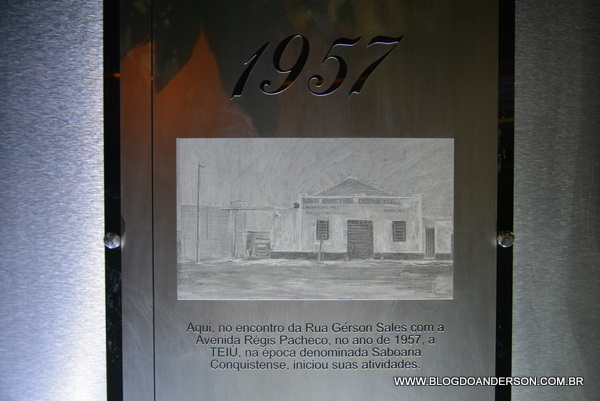 1957
Aqui, no encontro da Rua Gérson Sales com a
Avenida Régis Pacheco, no ano de 1957, a
TEIÚ, na época denominada Saboaria
Conquistense, iniciou suas atividades.
WWW.BLOGDOANDERSON.COM.BR